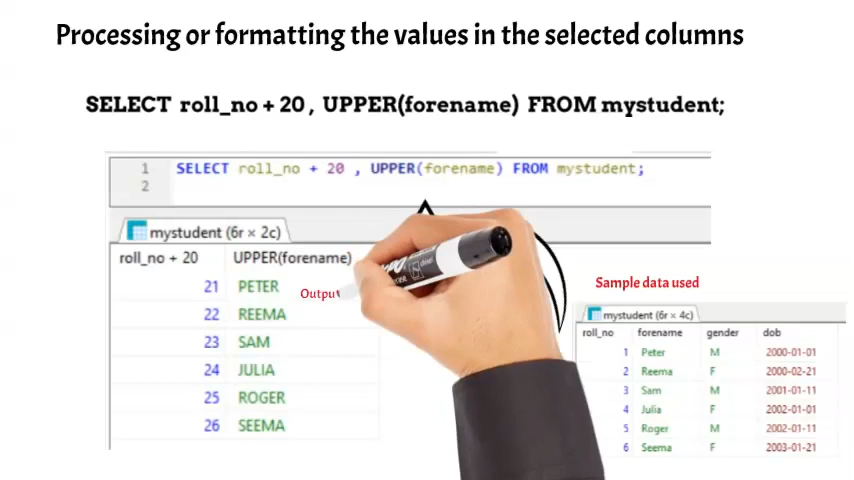 Processing or formatting the values in the selected columns
SELECT roll_no + 20 , UPPER(forename) FROM mystudent;
1 SELECT roll_no + 20 , UPPER(forename) FROM mystudent;
2
mystudent (6r × 2c)
roll_no + 20 UPPER(forename)
21 PETER
22 REEMA
23 SAM
24 JULIA
25 ROGER
26 SEEMA
Outpu
Sample data used
mystudent (6r × 4c)
roll_no forename gender dob
1 Peter M 2000-01-01
2 Reema F 2000-02-21
3 Sam M 2001-01-11
4 Julia F 2002-01-01
5 Roger M 2002-01-11
6 Seema F 2003-01-21